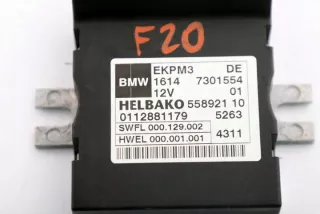 F20
EKPM3 DE
BMW 1614 7301554
12V 01
HELBAKO 558921 10
0112881179 5263
SWFL 000.129.002
HWEL 000.001.001 4311